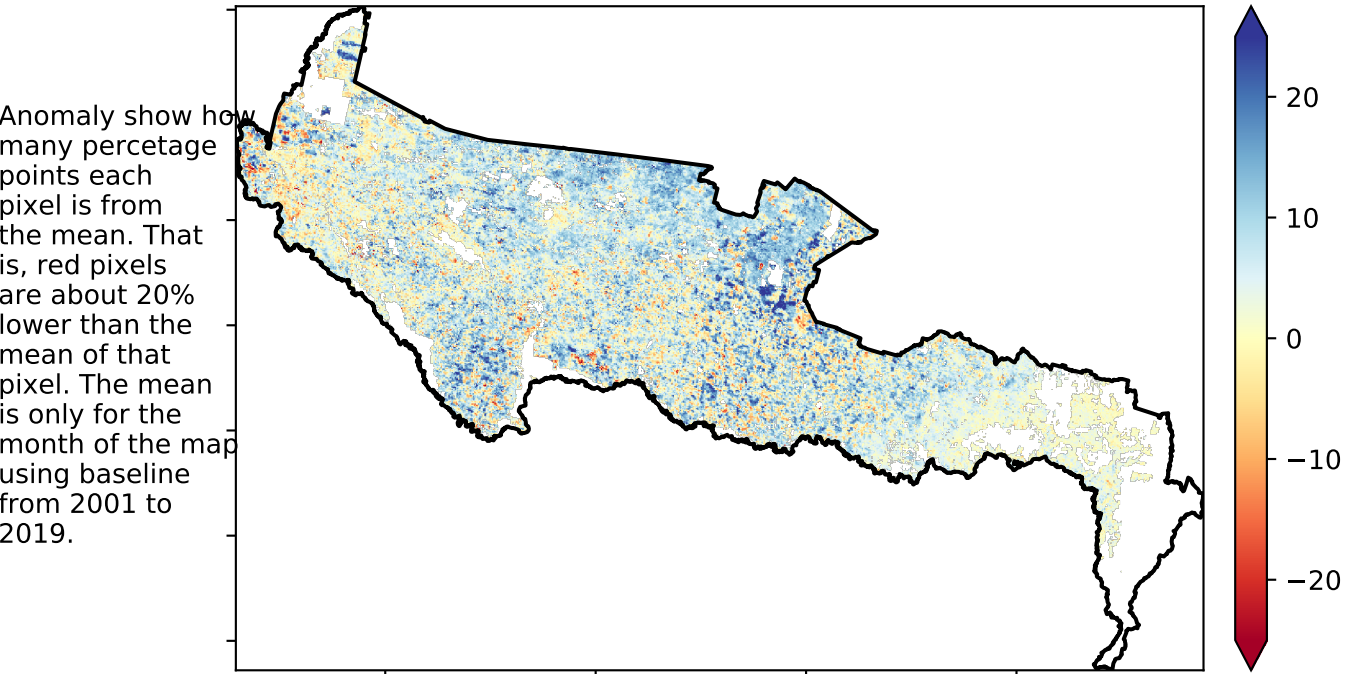 Anomaly show how
many percetage
points each
pixel is from
the mean. That
is, red pixels
are about 20%
lower than the
mean of that
pixel. The mean
is only for the
month of the map
using baseline
from 2001 to
2019.
20
10
0
−10
−20